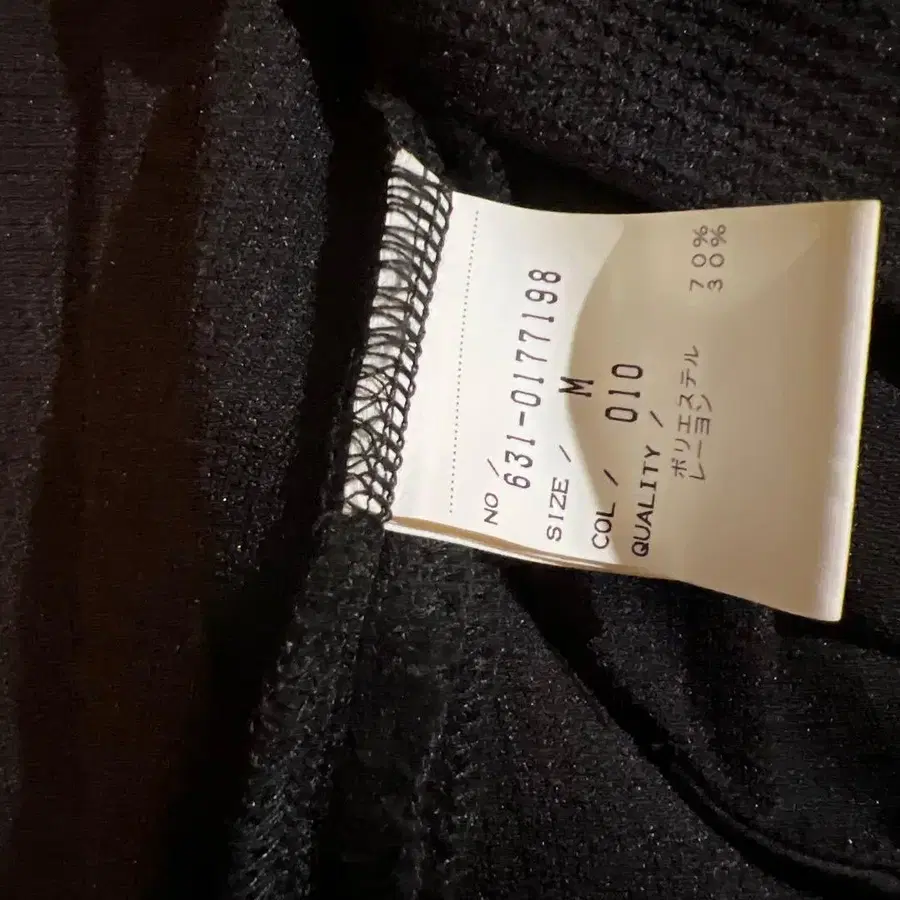 NO /
631-0177198
SIZE / M
COL / 010
QUALITY /
ポリエステル 70%
レーヨン 30%